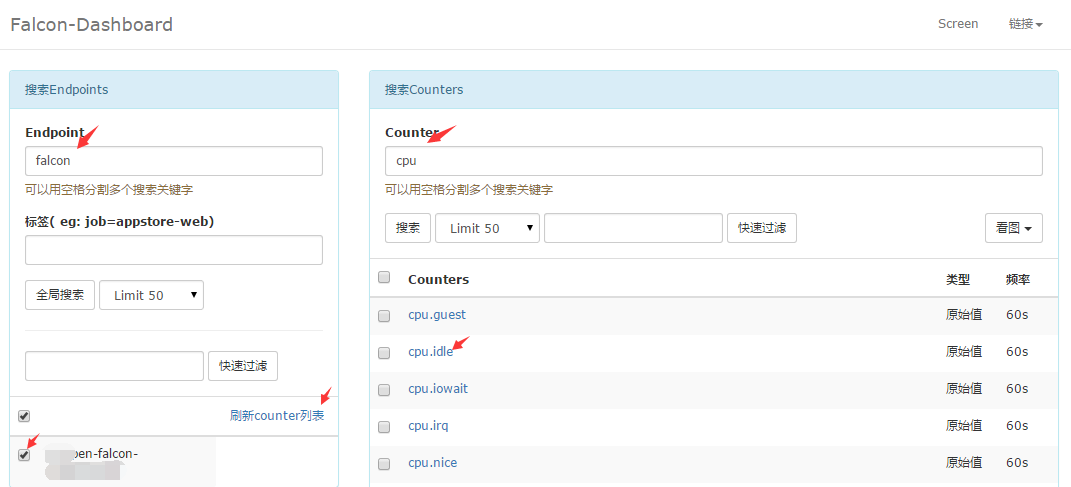 Falcon-Dashboard
Screen 链接
搜索Endpoints
Endpoint
falcon
可以用空格分割多个搜索关键字
标签( eg: job=appstore-web)
全局搜索 Limit 50
快速过滤
刷新counter列表
pen-falcon-
搜索Counters
Counter
cpu
可以用空格分割多个搜索关键字
搜索 Limit 50 快速过滤 看图
Counters 类型 频率
cpu.guest 原始值 60s
cpu.idle 原始值 60s
cpu.iowait 原始值 60s
cpu.irq 原始值 60s
cpu.nice 原始值 60s